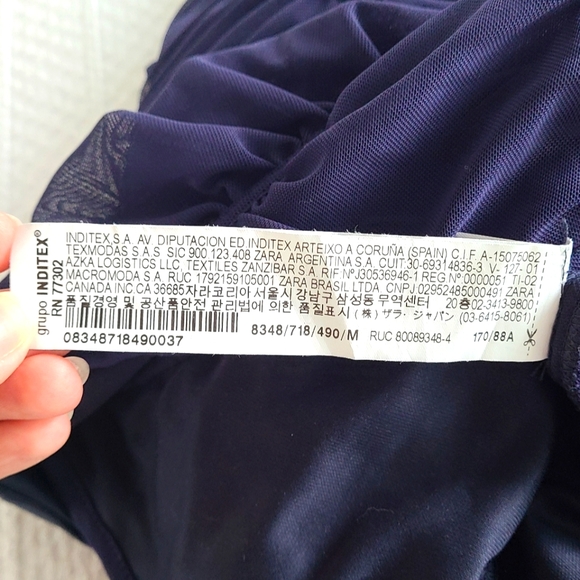 grupo INDITEX®
RN 77302
INDITEX,S.A. AV. DIPUTACION ED.INDITEX ARTEIXO.A CORUÑA (SPAIN) C.I.F. A-15075062
TEXMODAS S.A.S. SIC 900 123 408 ZARA ARGENTINA S.A. CUIT:30-69314836-3 V-127-01
AZKA LOGISTICS LLC, TEXTILES ZANZIBAR S.A.RIF NºJ30536946-1 REG Nº0000051 TI-02
MACROMODA S.A. RUC 1792159105001 ZARA BRASIL LTDA. CNPJ:02952485000491 ZARA
CANADA INC CA 36685자라코리아 서울시 강남구 삼성동 무역센터 20층02-3413-9800
품질경영 및 공산품안전 관리법에 의한 품질표시 (株) ザラ・ジャパン (03-6415-8061)
08348718490037 8348/718/490/M RUC 80089348-4 170/88A